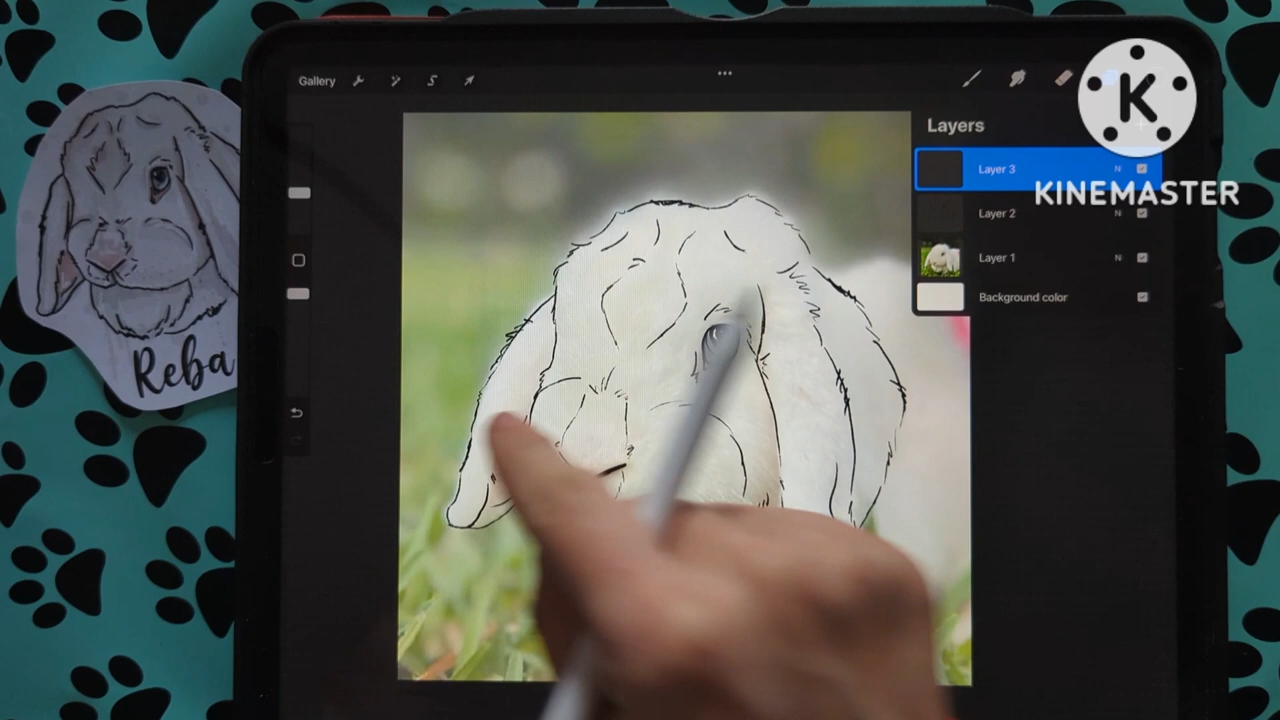 Gallery
Layers
Layer 3 N
Layer 2 N
Layer 1 N
Background color
K
KINEMASTER
Reba